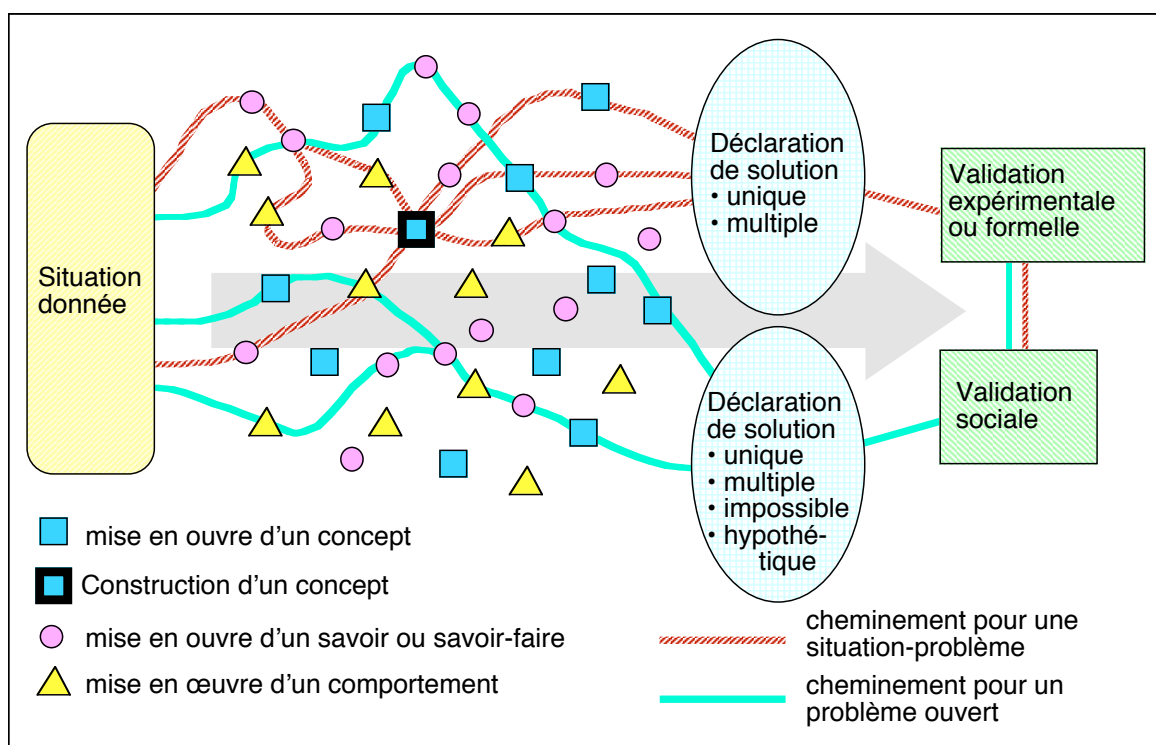 Situation
donnée
Déclaration
de solution
• unique
• multiple
Validation
expérimentale
ou formelle
Déclaration
de solution
• unique
• multiple
• impossible
• hypothé-
tique
Validation
sociale
mise en ouvre d’un concept
Construction d’un concept
mise en ouvre d’un savoir ou savoir-faire
mise en œuvre d’un comportement
cheminement pour une
situation-problème
cheminement pour un
problème ouvert